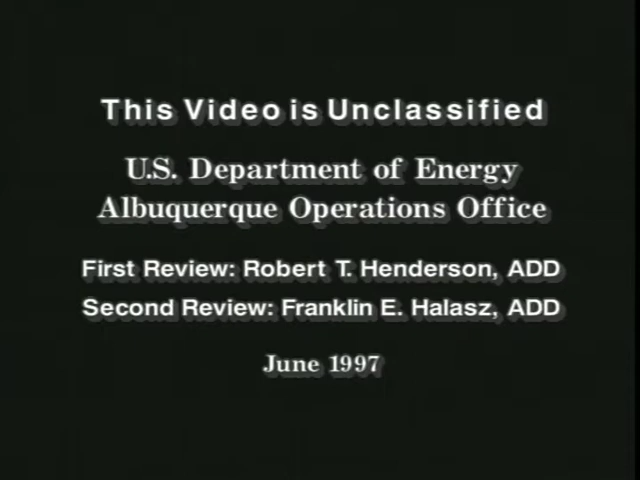 This Video is Unclassified
U.S. Department of Energy
Albuquerque Operations Office
First Review: Robert T. Henderson, ADD
Second Review: Franklin E. Halasz, ADD
June 1997